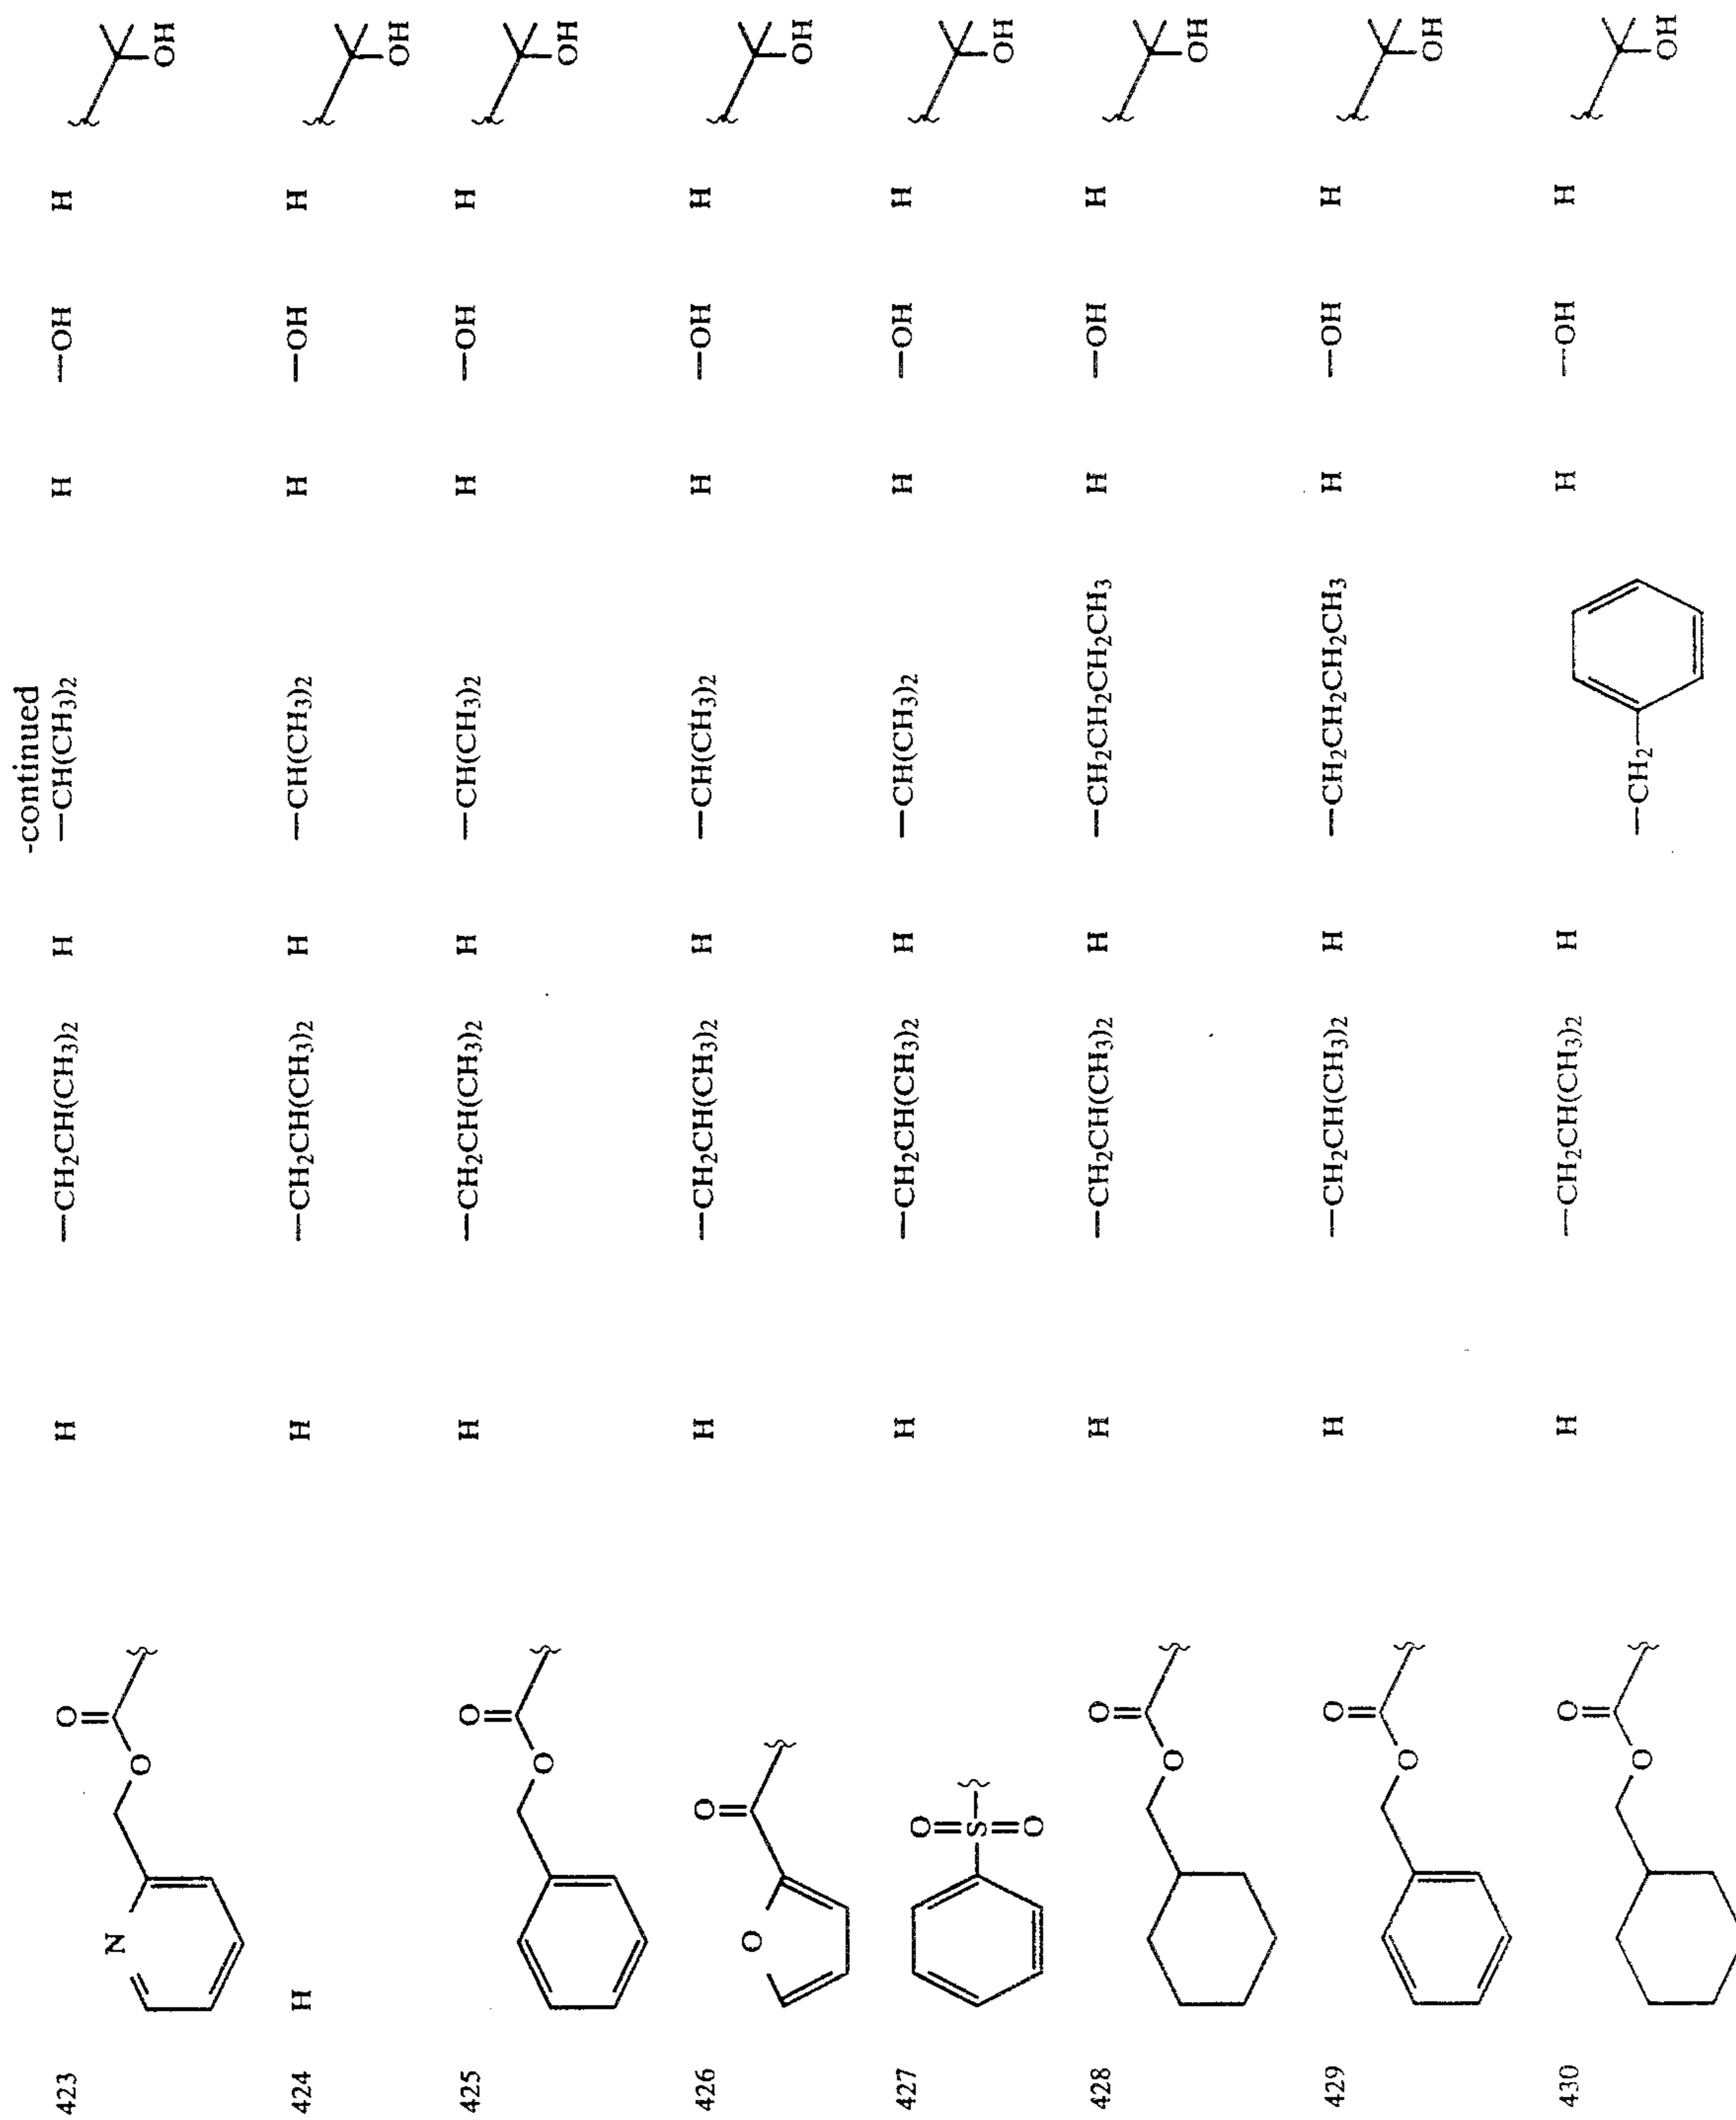 -continued
423 O H —CH₂CH(CH₃)₂ H —CH(CH₃)₂ H —OH H
N O OH
424 H H —CH₂CH(CH₃)₂ H —CH(CH₃)₂ H —OH H
OH
425 O H —CH₂CH(CH₃)₂ H —CH(CH₃)₂ H —OH H
O OH
426 O H —CH₂CH(CH₃)₂ H —CH(CH₃)₂ H —OH H
O OH
427 O H —CH₂CH(CH₃)₂ H —CH(CH₃)₂ H —OH H
S
O OH
428 O H —CH₂CH(CH₃)₂ H —CH₂CH₂CH₂CH₃ H —OH H
O OH
429 O H —CH₂CH(CH₃)₂ H —CH₂CH₂CH₂CH₃ H —OH H
O OH
430 O H —CH₂CH(CH₃)₂ H H —OH H
O —CH₂ OH